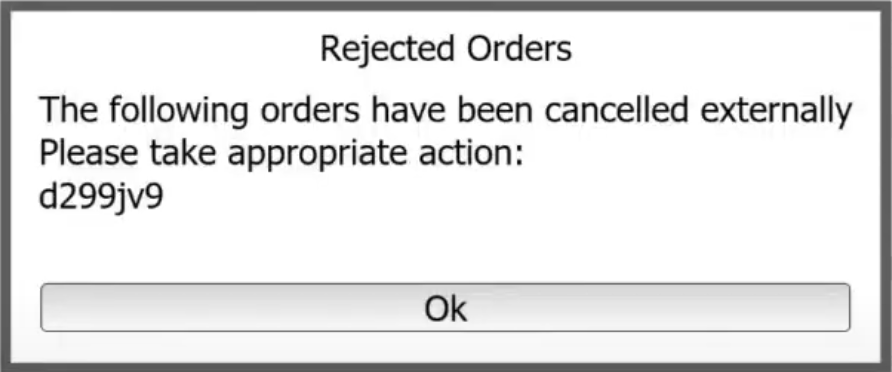 Rejected Orders
The following orders have been cancelled externally
Please take appropriate action:
d299jv9
Ok